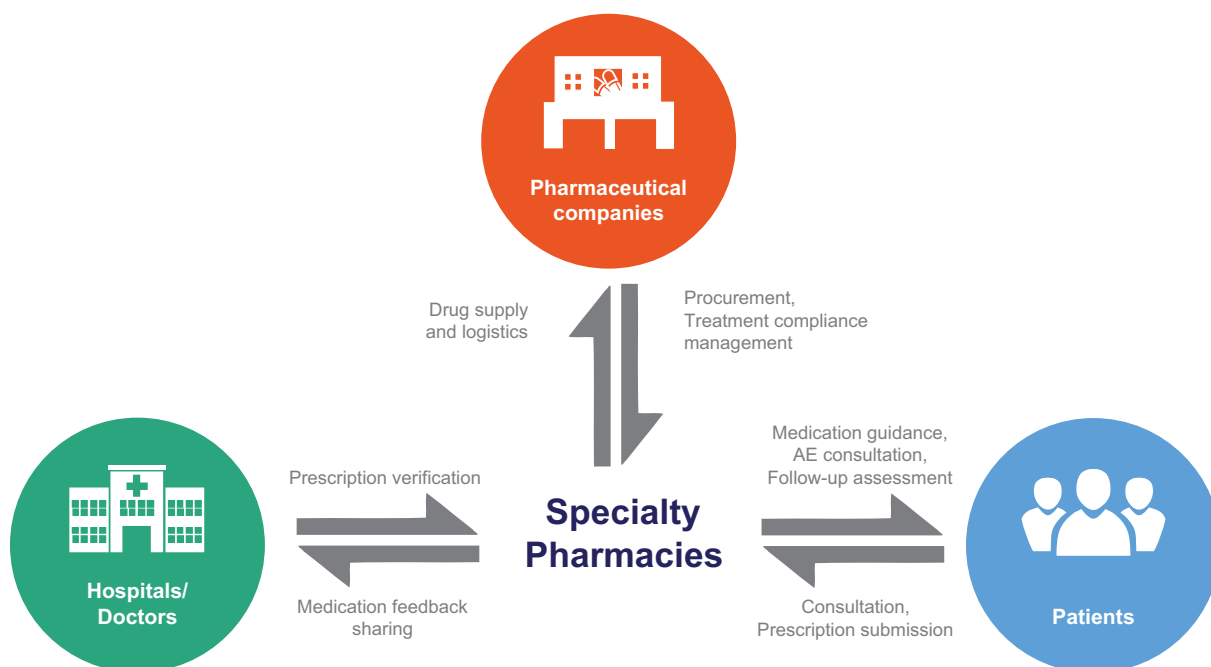 Pharmaceutical
companies
Drug supply
and logistics
Procurement,
Treatment compliance
management
Prescription verification
Medication feedback
sharing
Hospitals/
Doctors
Specialty
Pharmacies
Medication guidance,
AE consultation,
Follow-up assessment
Consultation,
Prescription submission
Patients